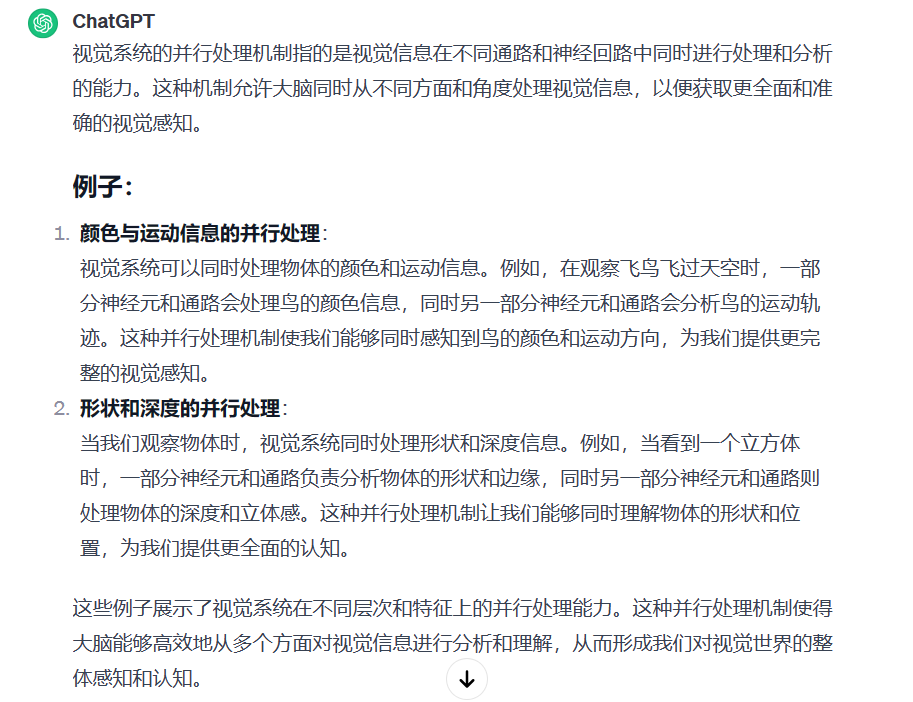 ChatGPT
视觉系统的并行处理机制指的是视觉信息在不同通路和神经回路中同时进行处理和分析
的能力。这种机制允许大脑同时从不同方面和角度处理视觉信息，以便获取更全面和准
确的视觉感知。
例子：
1. 颜色与运动信息的并行处理：
视觉系统可以同时处理物体的颜色和运动信息。例如，在观察飞鸟飞过天空时，一部
分神经元和通路会处理鸟的颜色信息，同时另一部分神经元和通路会分析鸟的运动轨
迹。这种并行处理机制使我们能够同时感知到鸟的颜色和运动方向，为我们提供更完
整的视觉感知。
2. 形状和深度的并行处理：
当我们观察物体时，视觉系统同时处理形状和深度信息。例如，当看到一个立方体
时，一部分神经元和通路负责分析物体的形状和边缘，同时另一部分神经元和通路则
处理物体的深度和立体感。这种并行处理机制让我们能够同时理解物体的形状和位
置，为我们提供更全面的认知。
这些例子展示了视觉系统在不同层次和特征上的并行处理能力。这种并行处理机制使得
大脑能够高效地从多个方面对视觉信息进行分析和理解，从而形成我们对视觉世界的整
体感知和认知。